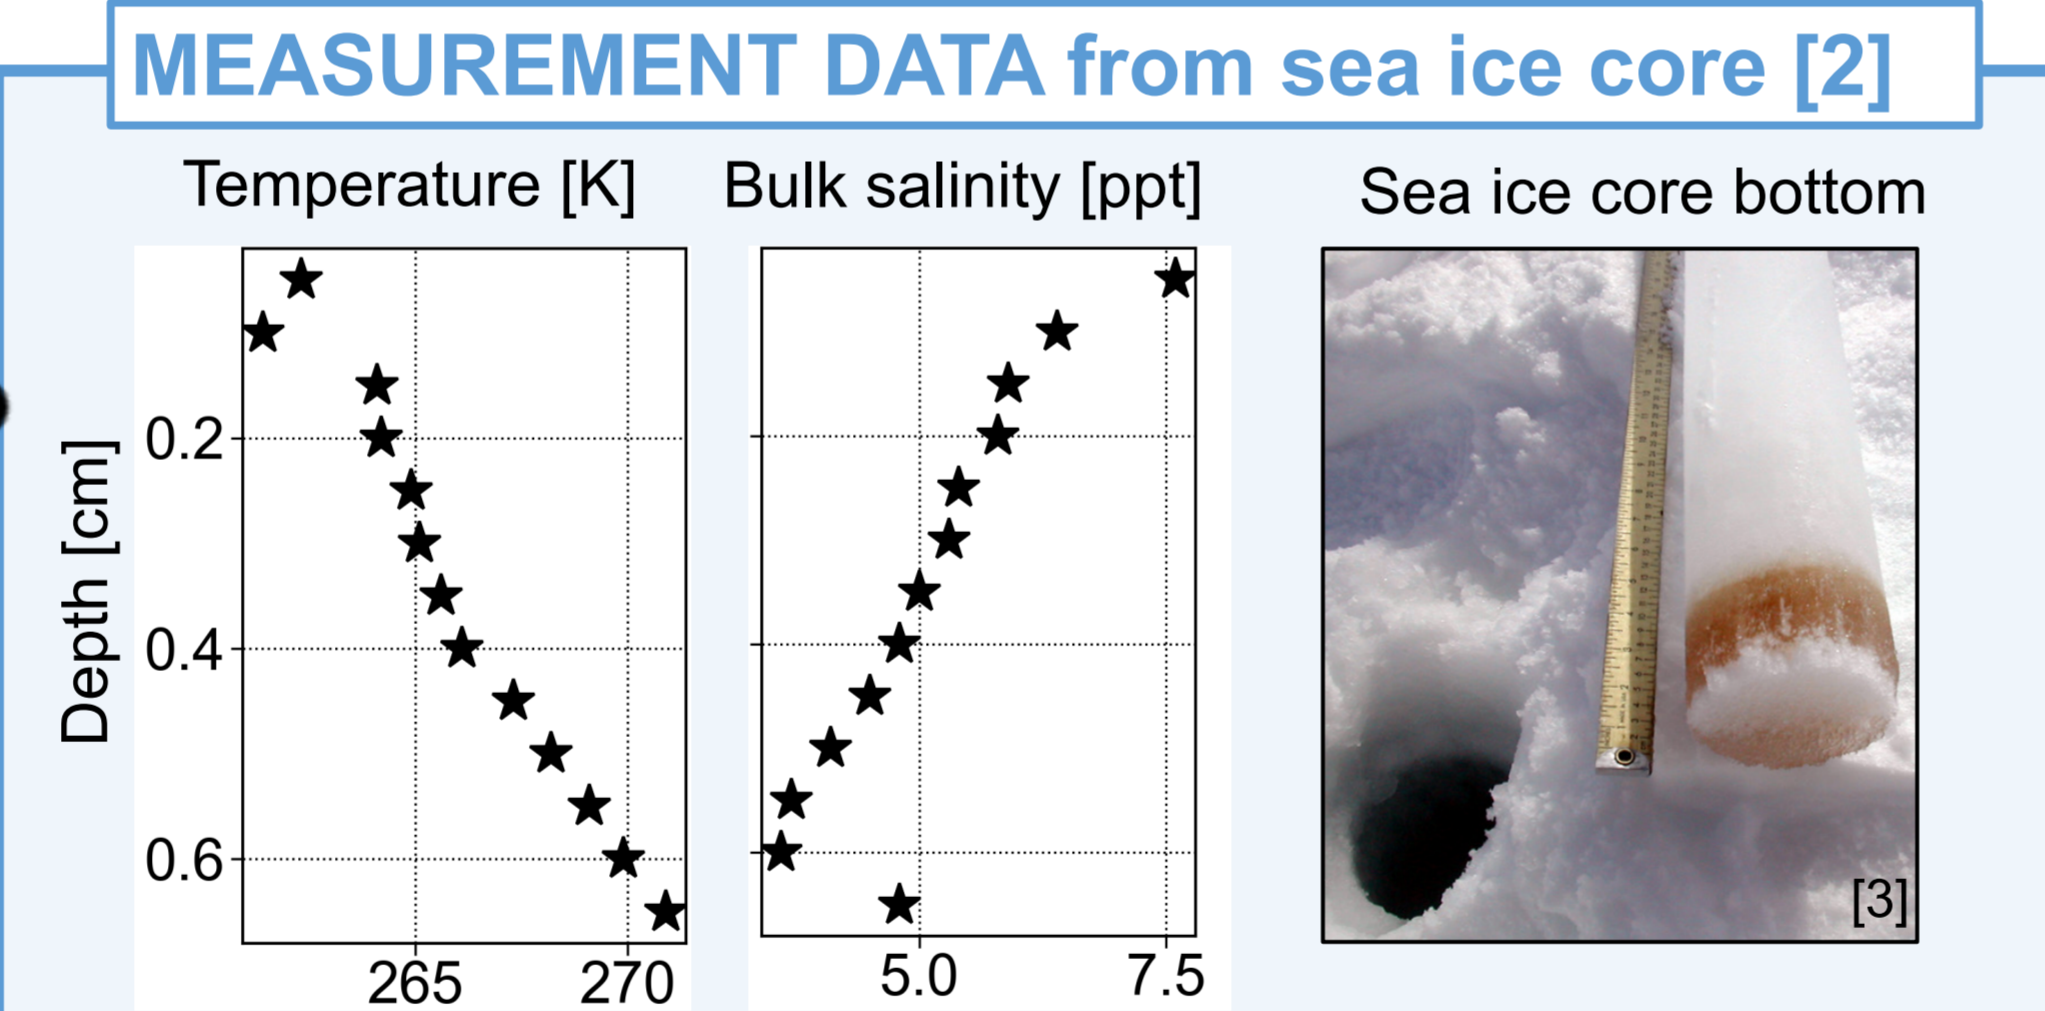 MEASUREMENT DATA from sea ice core [2]
Temperature [K]
Bulk salinity [ppt]
Sea ice core bottom
Depth [cm]
0.2
0.4
0.6
265
270
5.0
7.5
[3]